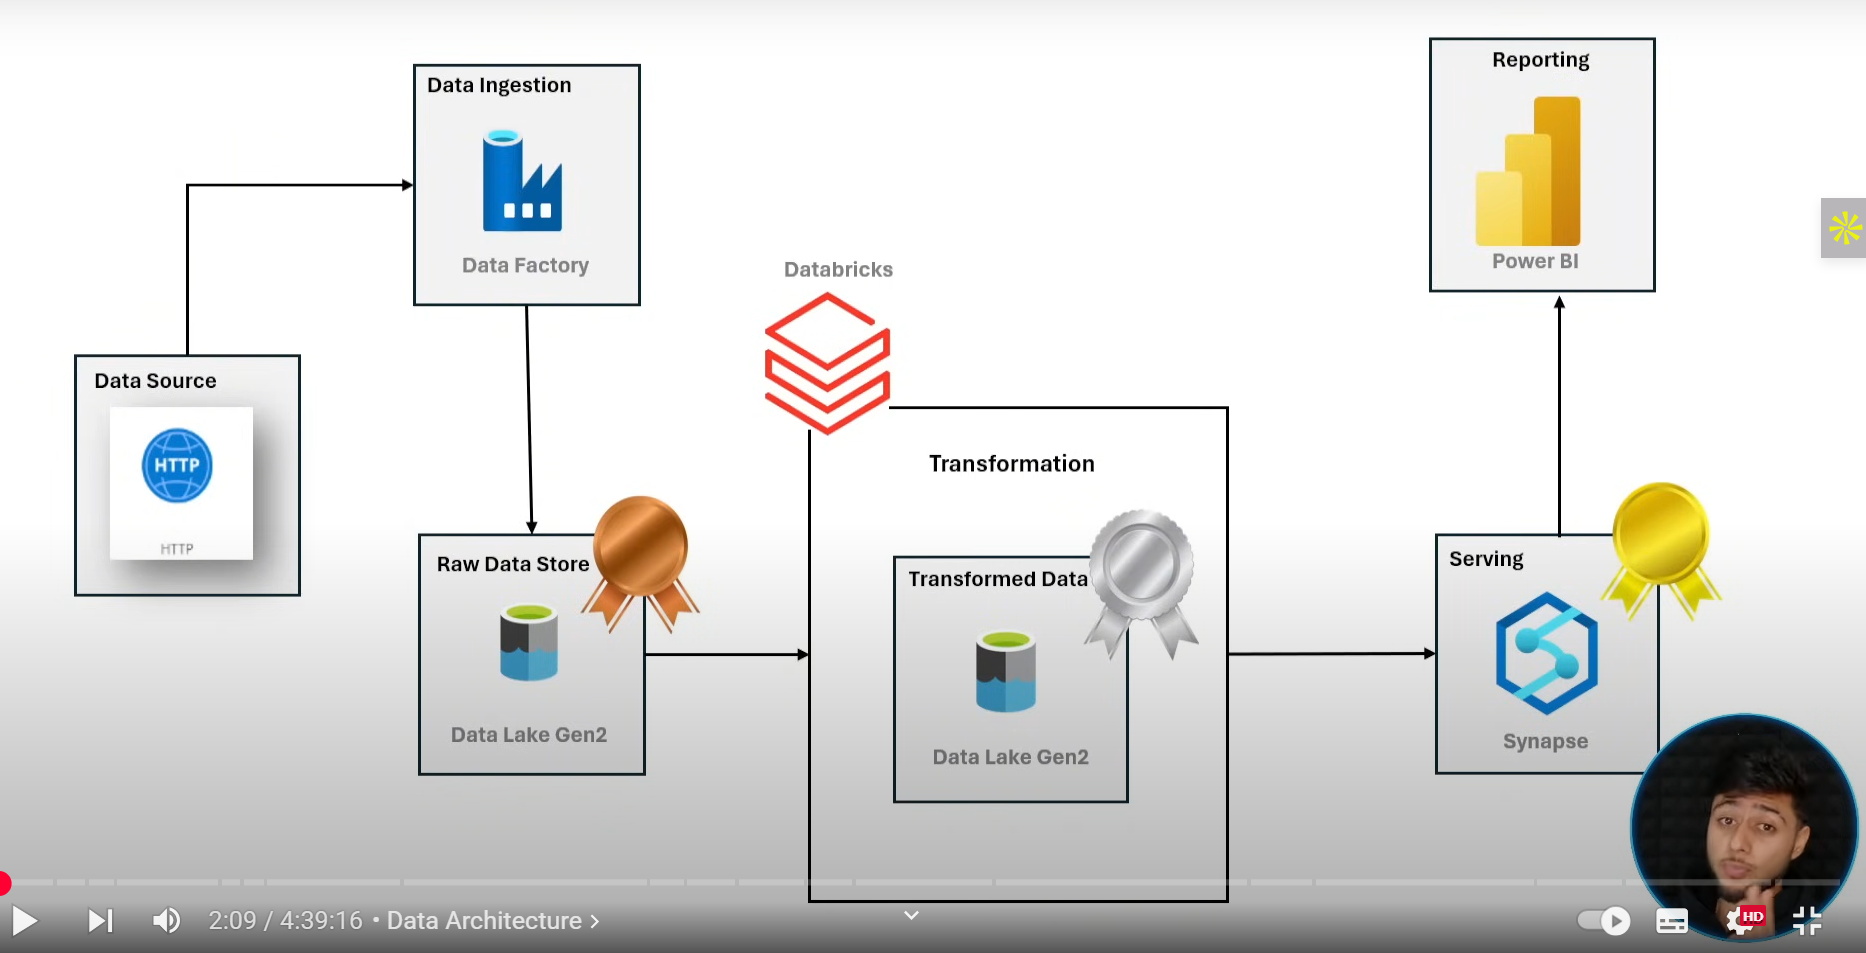 Data Ingestion
Data Factory
Data Source
HTTP
HTTP
Raw Data Store
Data Lake Gen2
Databricks
Transformation
Transformed Data
Data Lake Gen2
Serving
Synapse
Reporting
Power BI
2:09 / 4:39:16 • Data Architecture
HD